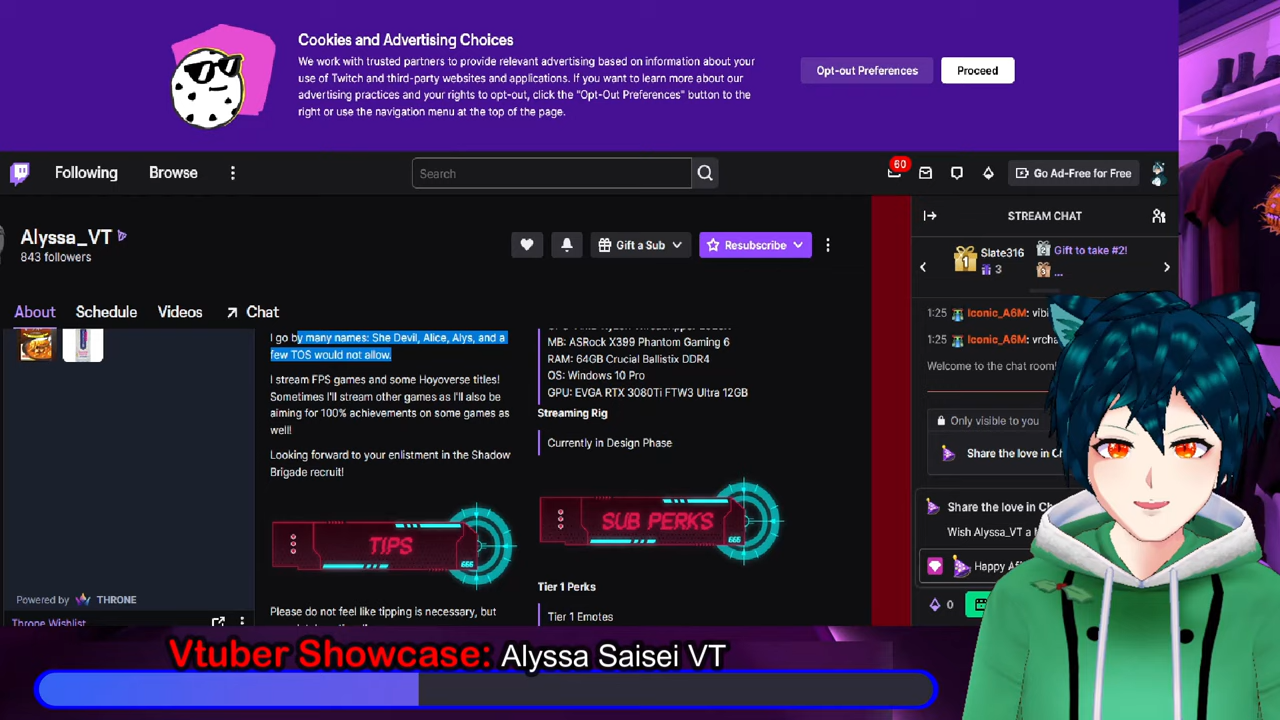 Cookies and Advertising Choices
We work with trusted partners to provide relevant advertising based on information about your
use of Twitch and third-party websites and applications. If you want to learn more about our
advertising practices and your rights to opt-out, click the "Opt-Out Preferences" button to the
right or use the navigation menu at the top of the page.
Opt-out Preferences
Proceed
Following
Browse
Search
60
Go Ad-Free for Free
Alyssa_VT
843 followers
Gift a Sub
Resubscribe
About
Schedule
Videos
Chat
Powered by THRONE
Throne Wishlist
I go by many names: She Devil, Alice, Alys, and a
few TOS would not allow.
I stream FPS games and some Hoyoverse titles!
Sometimes I'll stream other games as I'll also be
aiming for 100% achievements on some games as
well!
Looking forward to your enlistment in the Shadow
Brigade recruit!
TIPS
666
Please do not feel like tipping is necessary, but
MB: ASRock X399 Phantom Gaming 6
RAM: 64GB Crucial Ballistix DDR4
OS: Windows 10 Pro
GPU: EVGA RTX 3080Ti FTW3 Ultra 12GB
Streaming Rig
Currently in Design Phase
SUB PERKS
666
Tier 1 Perks
Tier 1 Emotes
STREAM CHAT
1
Slate316
3
2
Gift to take #2!
3
...
1:25 Iconic_A6M: vibi
1:25 Iconic_A6M: vrcha
Welcome to the chat room!
Only visible to you
Share the love in Ch
Share the love in Ch
Wish Alyssa_VT a
Happy
0
Vtuber Showcase: Alyssa Saisei VT